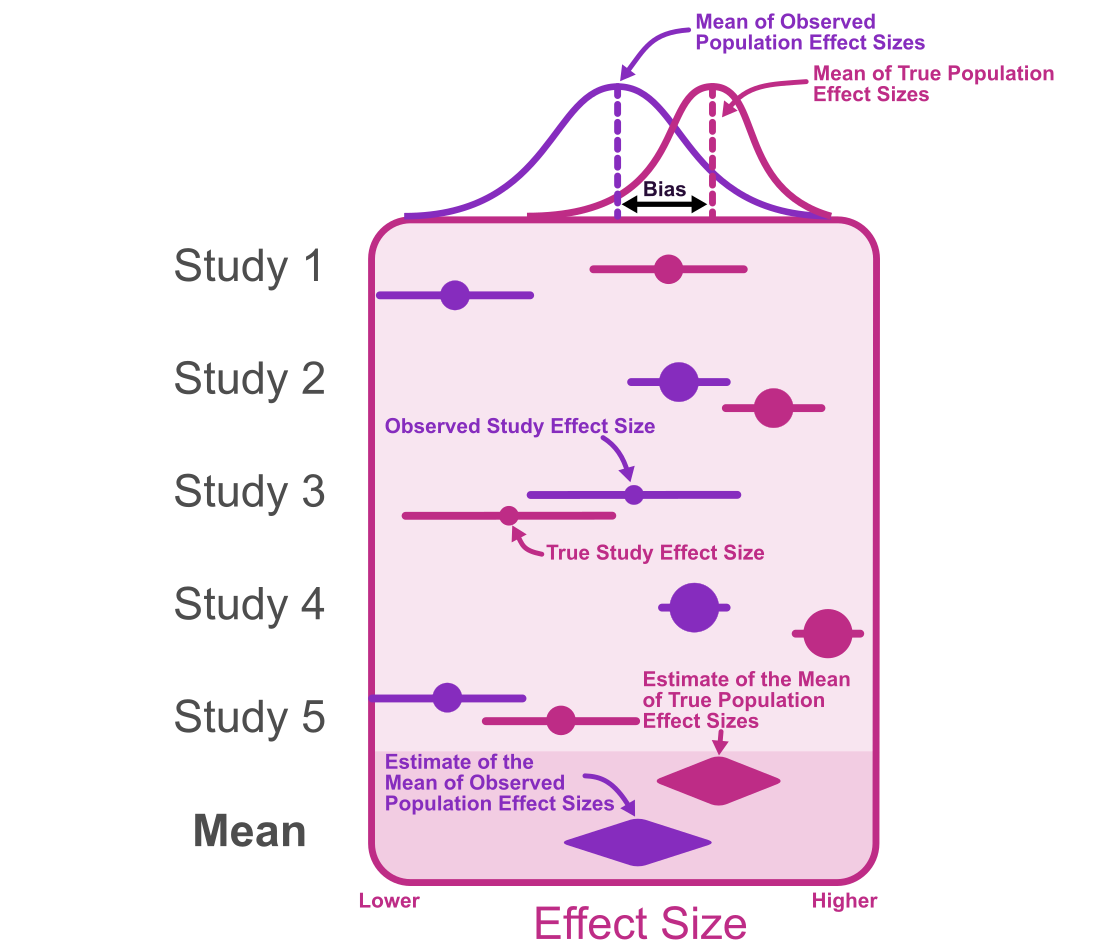 Mean of Observed
Population Effect Sizes
Mean of True Population
Effect Sizes
Bias
Study 1
Study 2
Observed Study Effect Size
Study 3
True Study Effect Size
Study 4
Estimate of the Mean
of True Population
Effect Sizes
Study 5
Estimate of the
Mean of Observed
Population Effect Sizes
Mean
Lower
Higher
Effect Size